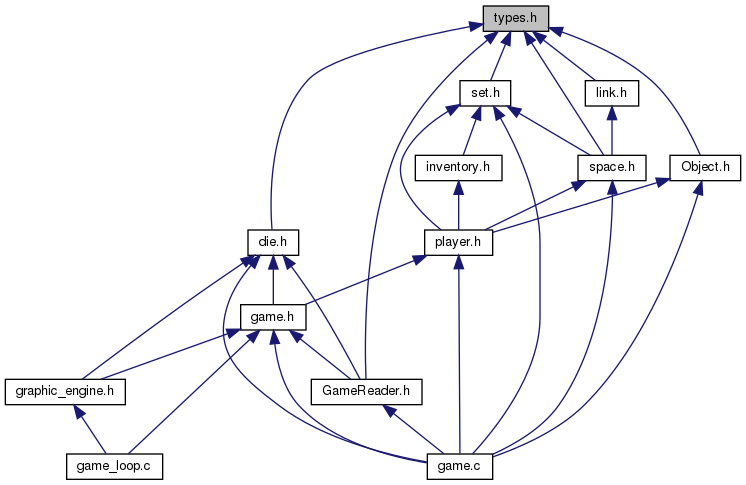 types.h
set.h
link.h
inventory.h
space.h
Object.h
die.h
player.h
game.h
graphic_engine.h
GameReader.h
game_loop.c
game.c